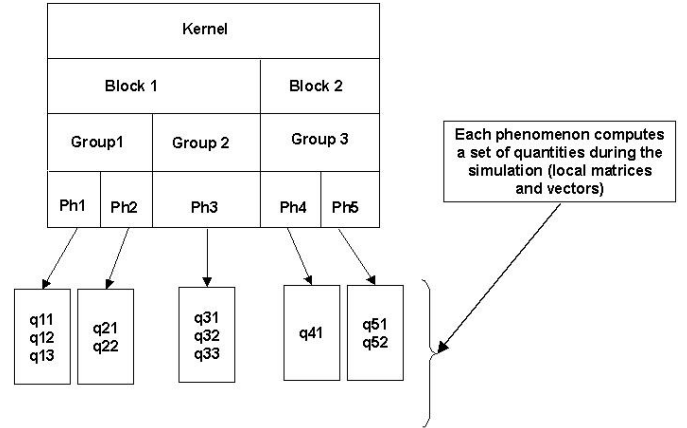 Kernel
Block 1
Block 2
Group1
Group 2
Group 3
Ph1
Ph2
Ph3
Ph4
Ph5
Each phenomenon computes
a set of quantities during the
simulation (local matrices
and vectors)
q11
q12
q13
q21
q22
q31
q32
q33
q41
q51
q52